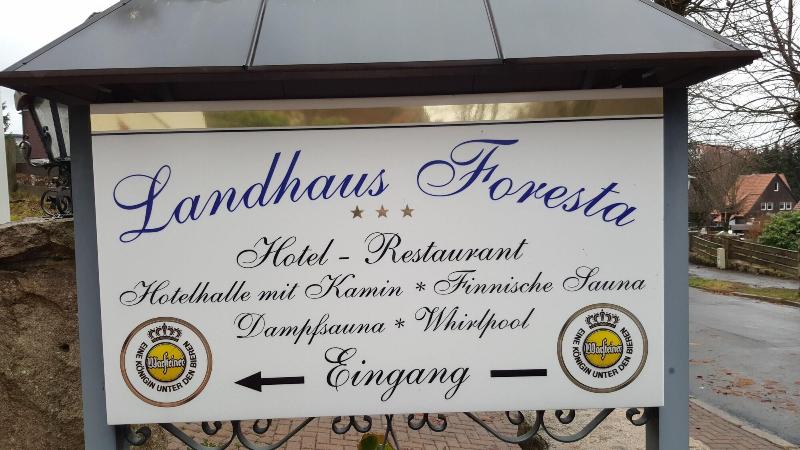 Landhaus Foresta
Hotel - Restaurant
Hotelhalle mit Kamin * Finnische Sauna
Dampfsauna * Whirlpool
Eingang
Warsteiner
EINE KÖNIGIN UNTER DEN BIEREN
Warsteiner
EINE KÖNIGIN UNTER DEN BIEREN